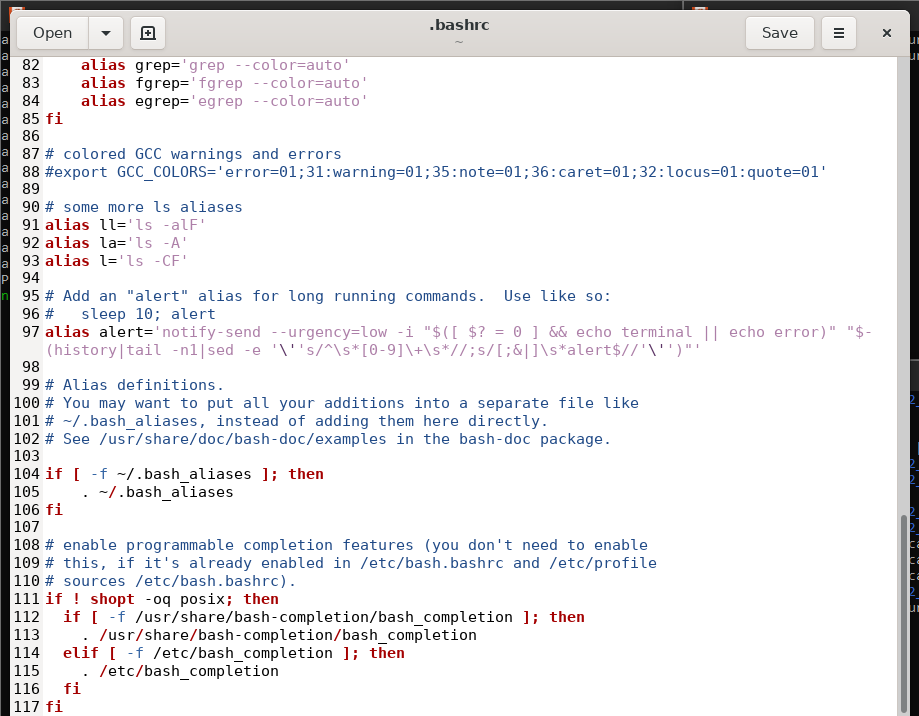 Open
.bashrc
~
Save
82     alias grep='grep --color=auto'
83     alias fgrep='fgrep --color=auto'
84     alias egrep='egrep --color=auto'
85 fi
86
87 # colored GCC warnings and errors
88 #export GCC_COLORS='error=01;31:warning=01;35:note=01;36:caret=01;32:locus=01:quote=01'
89
90 # some more ls aliases
91 alias ll='ls -alF'
92 alias la='ls -A'
93 alias l='ls -CF'
94
95 # Add an "alert" alias for long running commands.  Use like so:
96 #   sleep 10; alert
97 alias alert='notify-send --urgency=low -i "$([ $? = 0 ] && echo terminal || echo error)" "$-
(history|tail -n1|sed -e '\''s/^\s*[0-9]\+\s*//;s/[;&|]\s*alert$//'\'')"'
98
99 # Alias definitions.
100 # You may want to put all your additions into a separate file like
101 # ~/.bash_aliases, instead of adding them here directly.
102 # See /usr/share/doc/bash-doc/examples in the bash-doc package.
103
104 if [ -f ~/.bash_aliases ]; then
105     . ~/.bash_aliases
106 fi
107
108 # enable programmable completion features (you don't need to enable
109 # this, if it's already enabled in /etc/bash.bashrc and /etc/profile
110 # sources /etc/bash.bashrc).
111 if ! shopt -oq posix; then
112   if [ -f /usr/share/bash-completion/bash_completion ]; then
113     . /usr/share/bash-completion/bash_completion
114   elif [ -f /etc/bash_completion ]; then
115     . /etc/bash_completion
116   fi
117 fi